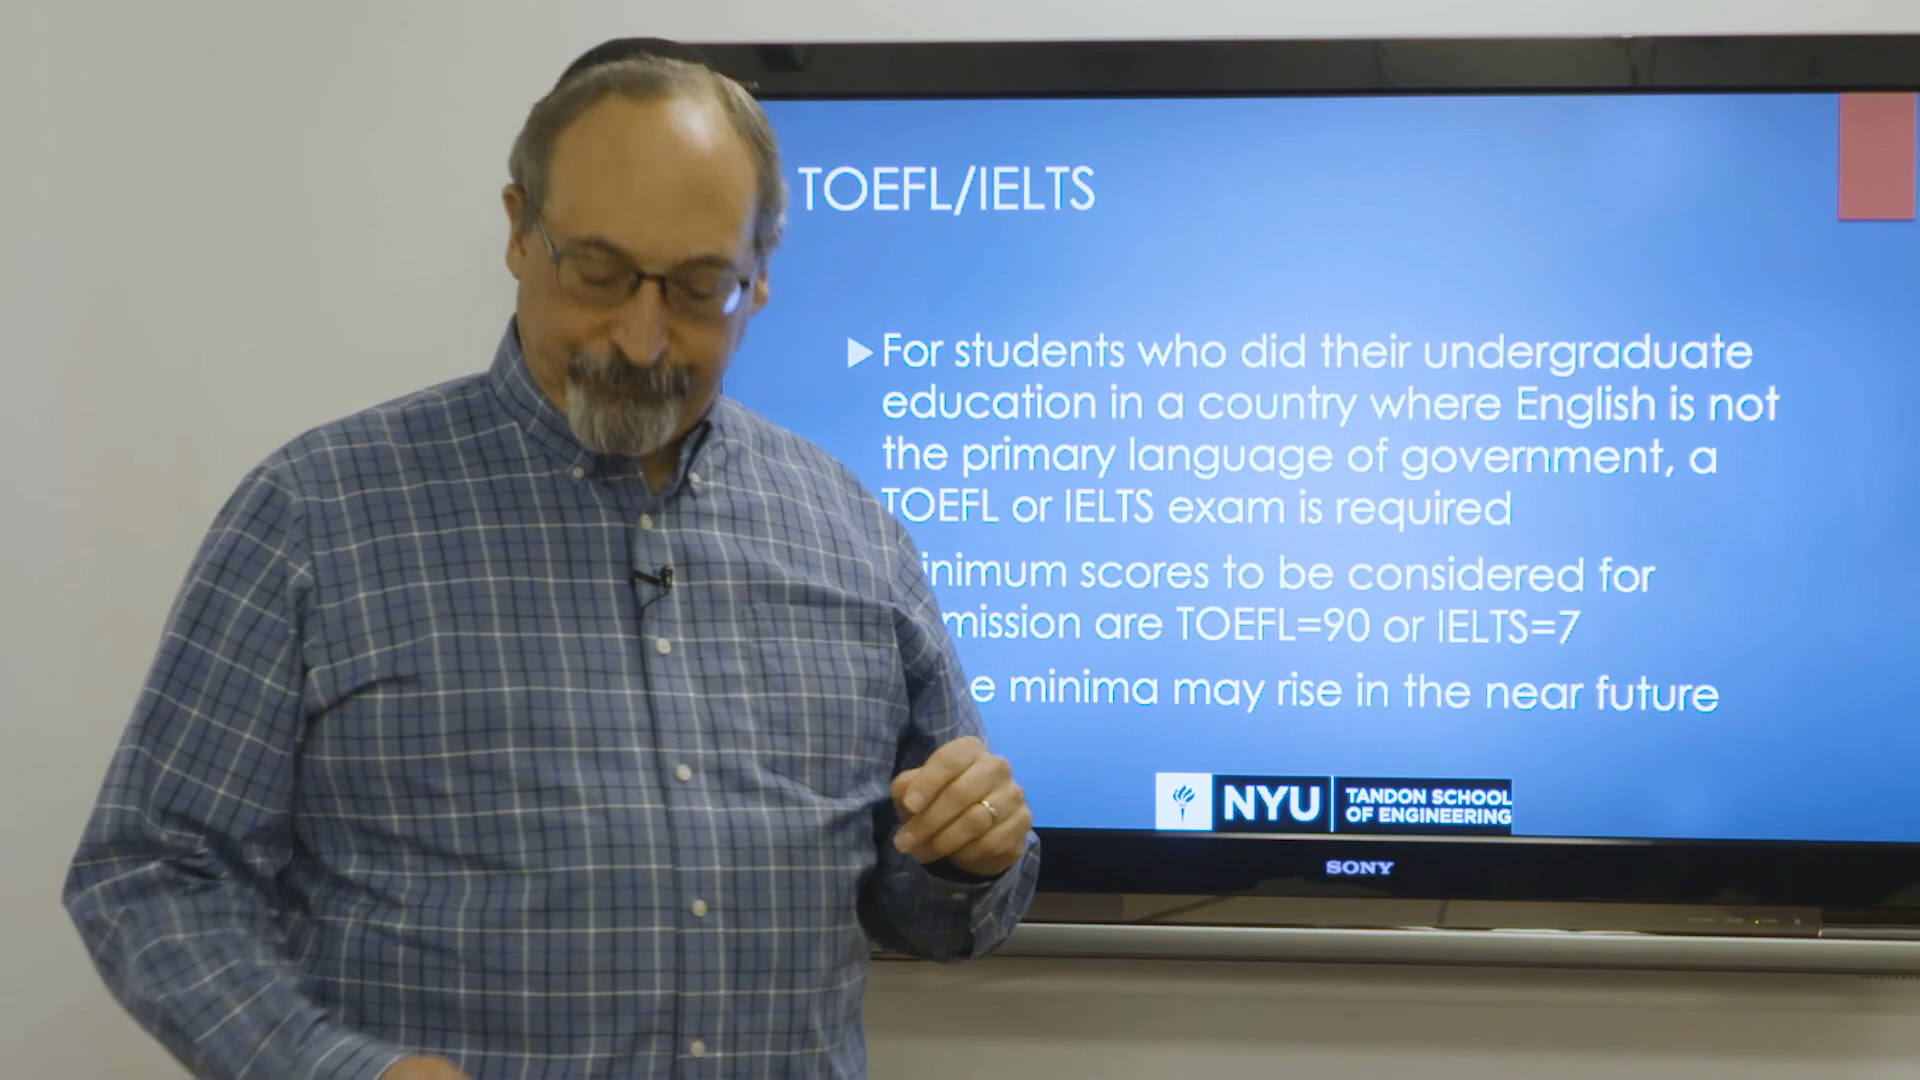 TOEFL/IELTS
For students who did their undergraduate
education in a country where English is not
the primary language of government, a
TOEFL or IELTS exam is required
inimum scores to be considered for
mission are TOEFL=90 or IELTS=7
e minima may rise in the near future
NYU
TANDON SCHOOL
OF ENGINEERING
SONY